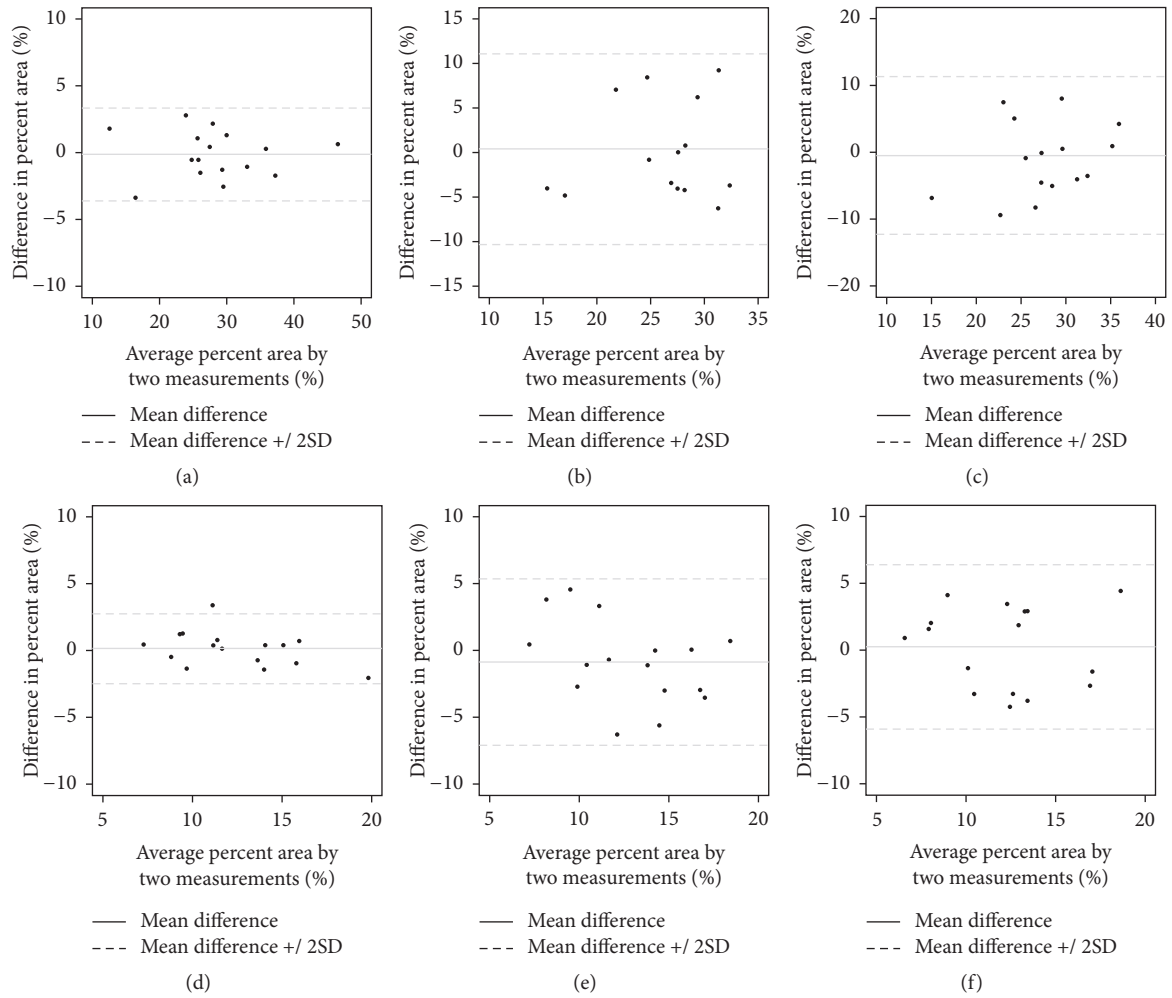 Difference in percent area (%)
10
5
0
−5
−10
10 20 30 40 50
Average percent area by
two measurements (%)
Mean difference
Mean difference +/ 2SD
(a)
Difference in percent area (%)
15
10
5
0
−5
−10
−15
10 15 20 25 30 35
Average percent area by
two measurements (%)
Mean difference
Mean difference +/ 2SD
(b)
Difference in percent area (%)
20
10
0
−10
−20
10 15 20 25 30 35 40
Average percent area by
two measurements (%)
Mean difference
Mean difference +/ 2SD
(c)
Difference in percent area (%)
10
5
0
−5
−10
5 10 15 20
Average percent area by
two measurements (%)
Mean difference
Mean difference +/ 2SD
(d)
Difference in percent area (%)
10
5
0
−5
−10
5 10 15 20
Average percent area by
two measurements (%)
Mean difference
Mean difference +/ 2SD
(e)
Difference in percent area (%)
10
5
0
−5
−10
5 10 15 20
Average percent area by
two measurements (%)
Mean difference
Mean difference +/ 2SD
(f)